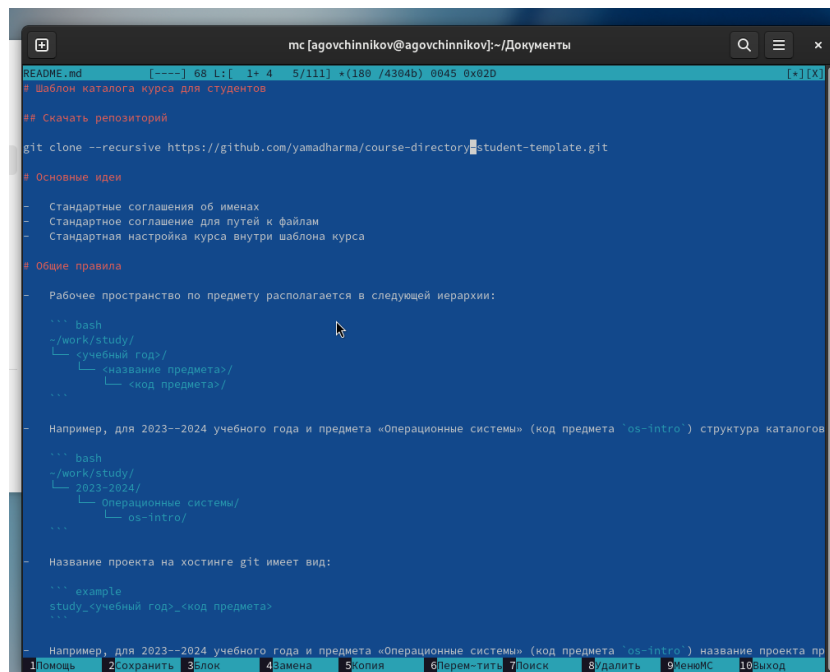 mc [agovchinnikov@agovchinnikov]:~/Документы
README.md [----] 68 L:[ 1+ 4 5/111] *(180 /4304b) 0045 0x02D [*][X]
# Шаблон каталога курса для студентов
## Скачать репозиторий
git clone --recursive https://github.com/yamadharma/course-directory-student-template.git
# Основные идеи
- Стандартные соглашения об именах
- Стандартное соглашение для путей к файлам
- Стандартная настройка курса внутри шаблона курса
# Общие правила
- Рабочее пространство по предмету располагается в следующей иерархии:
``` bash
~/work/study/
└── <учебный год>/
└── <название предмета>/
└── <код предмета>/
```
- Например, для 2023--2024 учебного года и предмета «Операционные системы» (код предмета `os-intro`) структура каталогов
``` bash
~/work/study/
└── 2023-2024/
└── Операционные системы/
└── os-intro/
```
- Название проекта на хостинге git имеет вид:
``` example
study_<учебный год>_<код предмета>
```
- Например, для 2023--2024 учебного года и предмета «Операционные системы» (код предмета `os-intro`) название проекта пр
1Помощь 2Сохранить 3Блок 4Замена 5Копия 6Перем~тить 7Поиск 8Удалить 9МенюMC 10Выход